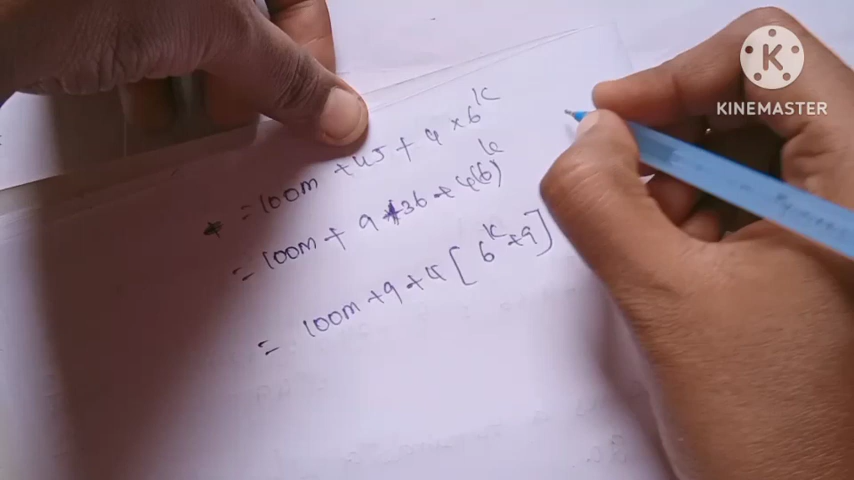 = 100m + 45 + 4 × 6^k
= 100m + 9 + 36 + 4(6)^k
= 100m + 9 + 4 [ 6^k + 9 ]
K
KINEMASTER